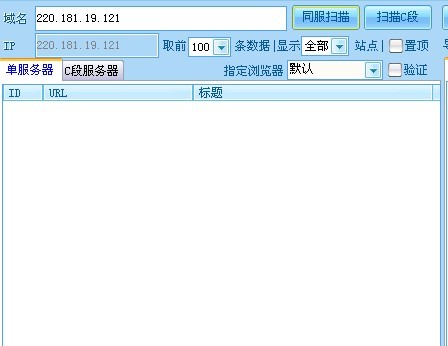 域名 220.181.19.121 同服扫描 扫描C段
IP 220.181.19.121 取前 100 条数据|显示 全部 站点| 置顶
单服务器 C段服务器 指定浏览器 默认 验证
ID URL 标题